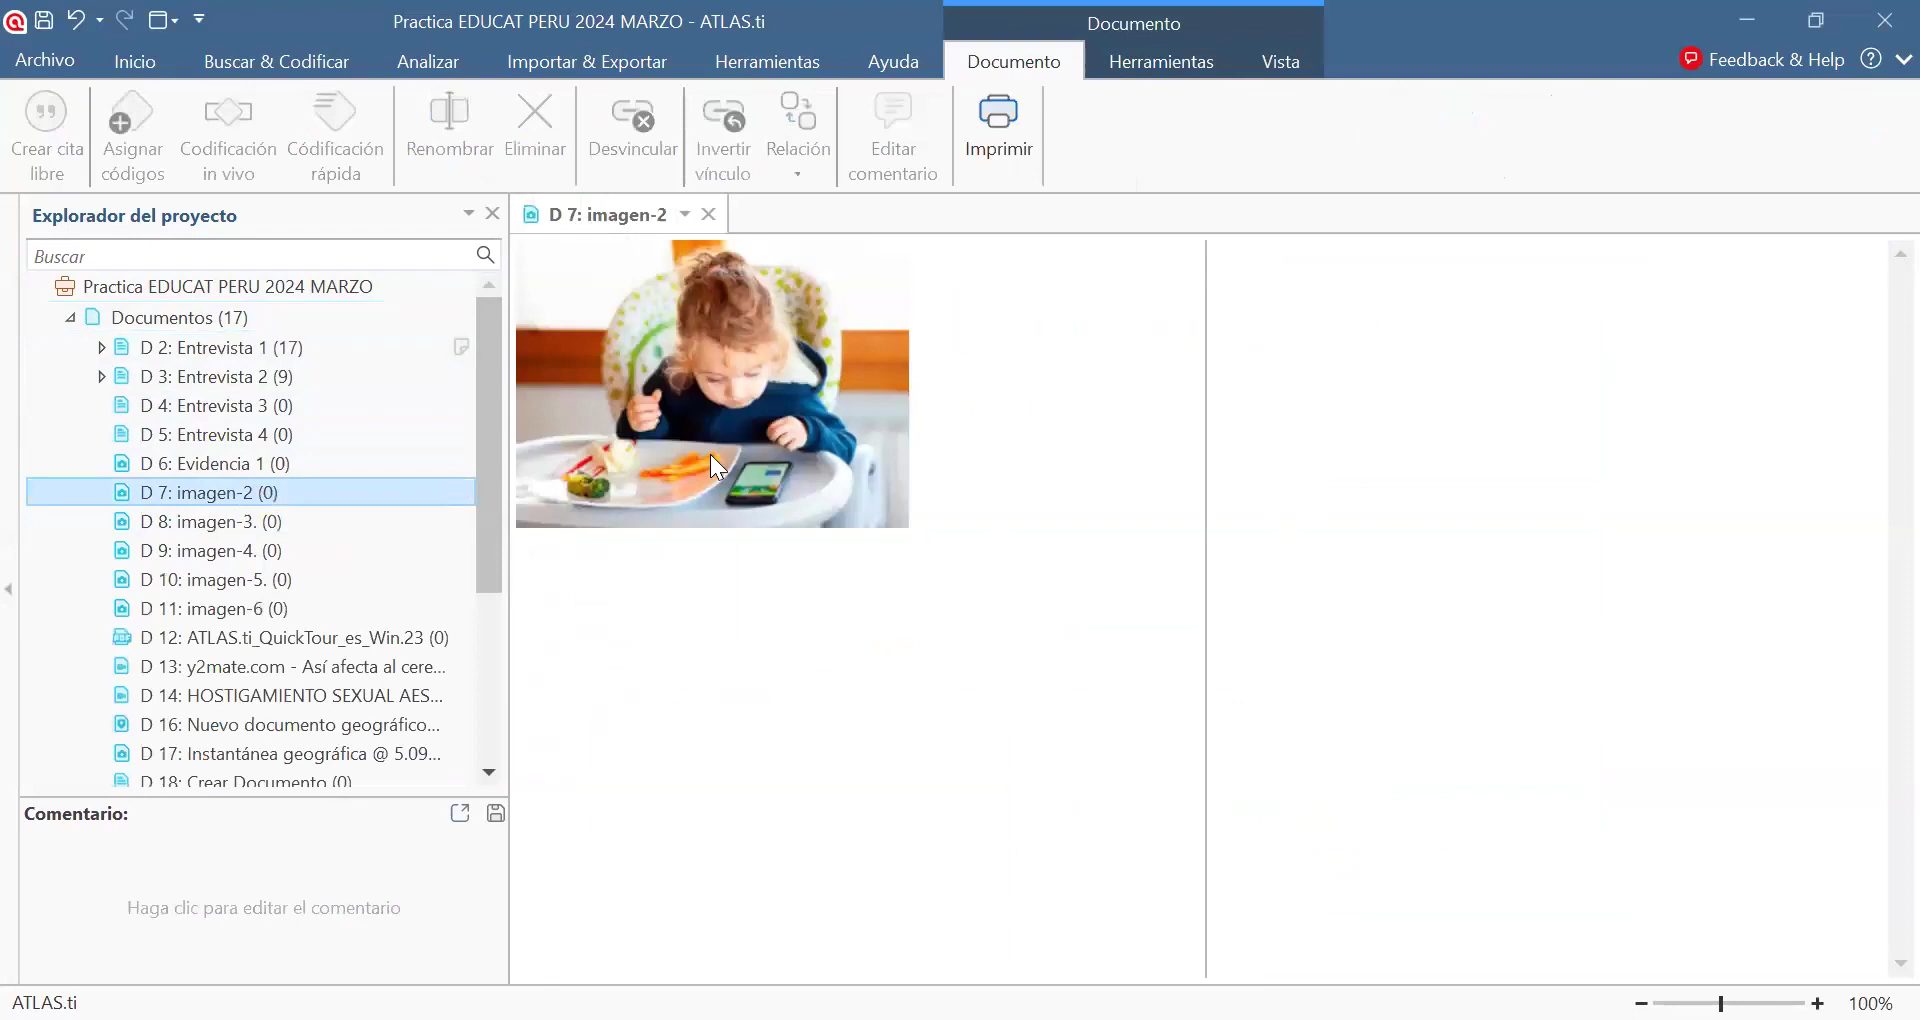 Practica EDUCAT PERU 2024 MARZO - ATLAS.ti
Documento
Archivo
Inicio
Buscar & Codificar
Analizar
Importar & Exportar
Herramientas
Ayuda
Documento
Herramientas
Vista
Feedback & Help
Crear cita
libre
Asignar
códigos
Codificación
in vivo
Códificación
rápida
Renombrar
Eliminar
Desvincular
Invertir
vínculo
Relación
Editar
comentario
Imprimir
Explorador del proyecto
D 7: imagen-2
Buscar
Practica EDUCAT PERU 2024 MARZO
Documentos (17)
D 2: Entrevista 1 (17)
D 3: Entrevista 2 (9)
D 4: Entrevista 3 (0)
D 5: Entrevista 4 (0)
D 6: Evidencia 1 (0)
D 7: imagen-2 (0)
D 8: imagen-3. (0)
D 9: imagen-4. (0)
D 10: imagen-5. (0)
D 11: imagen-6 (0)
D 12: ATLAS.ti_QuickTour_es_Win.23 (0)
D 13: y2mate.com - Así afecta al cere...
D 14: HOSTIGAMIENTO SEXUAL AES...
D 16: Nuevo documento geográfico...
D 17: Instantánea geográfica @ 5.09...
D 18: Crear Documento (0)
Comentario:
Haga clic para editar el comentario
ATLAS.ti
100%